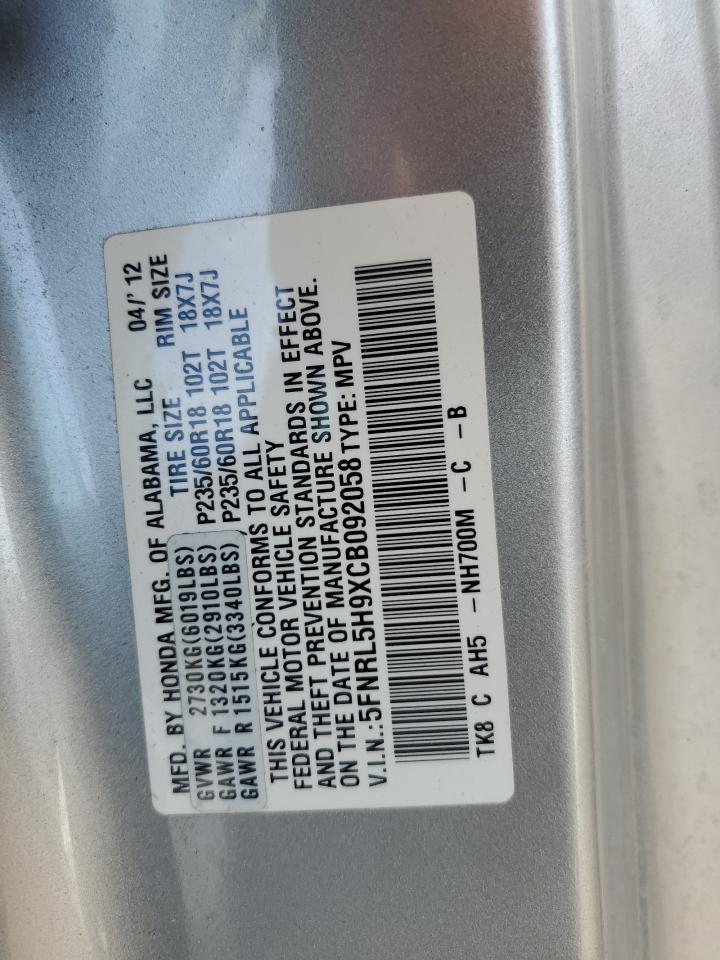 MFD. BY HONDA MFG. OF ALABAMA, LLC 04/' 12
GVWR 2730KG(6019LBS) TIRE SIZE RIM SIZE
GAWR F 1320KG(2910LBS) P235/60R18 102T 18X7J
GAWR R 1515KG(3340LBS) P235/60R18 102T 18X7J
THIS VEHICLE CONFORMS TO ALL APPLICABLE
FEDERAL MOTOR VEHICLE SAFETY
AND THEFT PREVENTION STANDARDS IN EFFECT
ON THE DATE OF MANUFACTURE SHOWN ABOVE.
V.I.N.:5FNRL5H9XCB092058 TYPE: MPV
TK8 C AH5 -NH700M -C -B